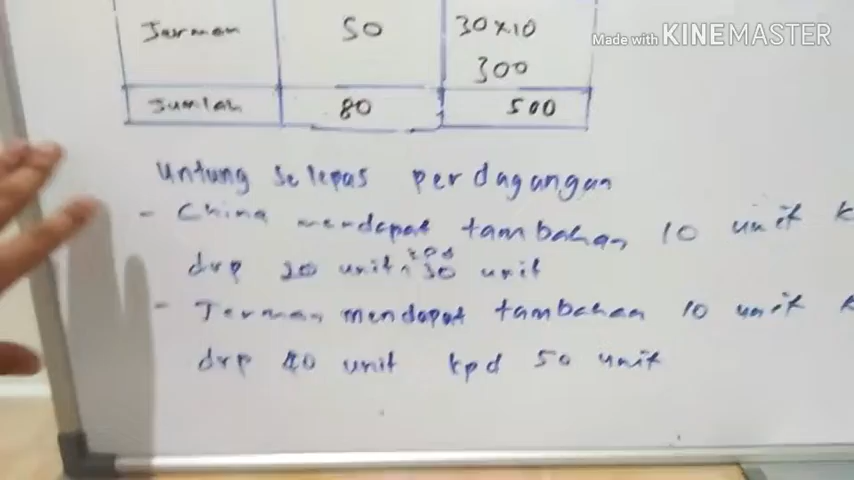 Made with KINEMASTER
Jerman 50 30x10
300
Jumlah 80 500
Untung selepas perdagangan
- China mendapat tambahan 10 unit k
drp 20 unit kpd 30 unit
- Jerman mendapat tambahan 10 unit k
drp 40 unit kpd 50 unit